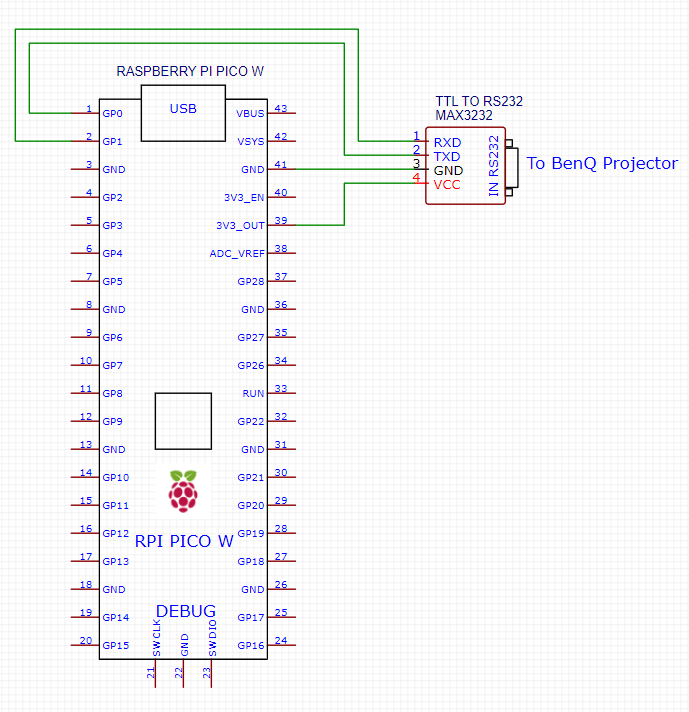 RASPBERRY PI PICO W
USB
1 GP0 VBUS 43
2 GP1 VSYS 42
3 GND GND 41
4 GP2 3V3_EN 40
5 GP3 3V3_OUT 39
6 GP4 ADC_VREF 38
7 GP5 GP28 37
8 GND GND 36
9 GP6 GP27 35
10 GP7 GP26 34
11 GP8 RUN 33
12 GP9 GP22 32
13 GND GND 31
14 GP10 GP21 30
15 GP11 GP20 29
16 GP12 GP19 28
RPI PICO W
17 GP13 GP18 27
18 GND GND 26
DEBUG
19 GP14 GP17 25
20 GP15 GP16 24
SWCLK GND SWDIO
21 22 23
TTL TO RS232
MAX3232
1 RXD
2 TXD
3 GND
4 VCC
IN RS232
To BenQ Projector